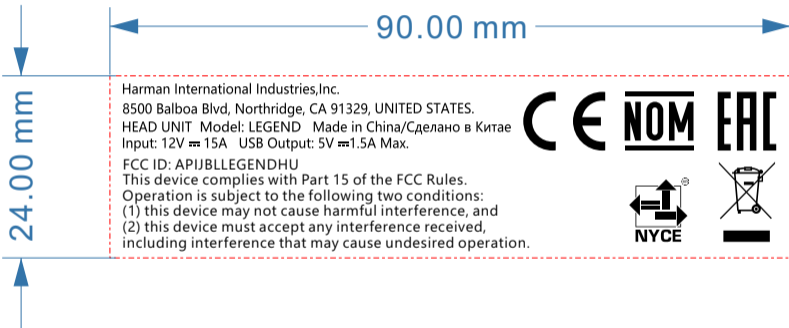 90.00 mm
24.00 mm
Harman International Industries,Inc.
8500 Balboa Blvd, Northridge, CA 91329, UNITED STATES.
HEAD UNIT Model: LEGEND Made in China/Сделано в Китае
Input: 12V ⎓ 15A USB Output: 5V ⎓1.5A Max.
FCC ID: APIJBLLEGENDHU
This device complies with Part 15 of the FCC Rules.
Operation is subject to the following two conditions:
(1) this device may not cause harmful interference, and
(2) this device must accept any interference received,
including interference that may cause undesired operation.
CE NOM EAC
®
NYCE